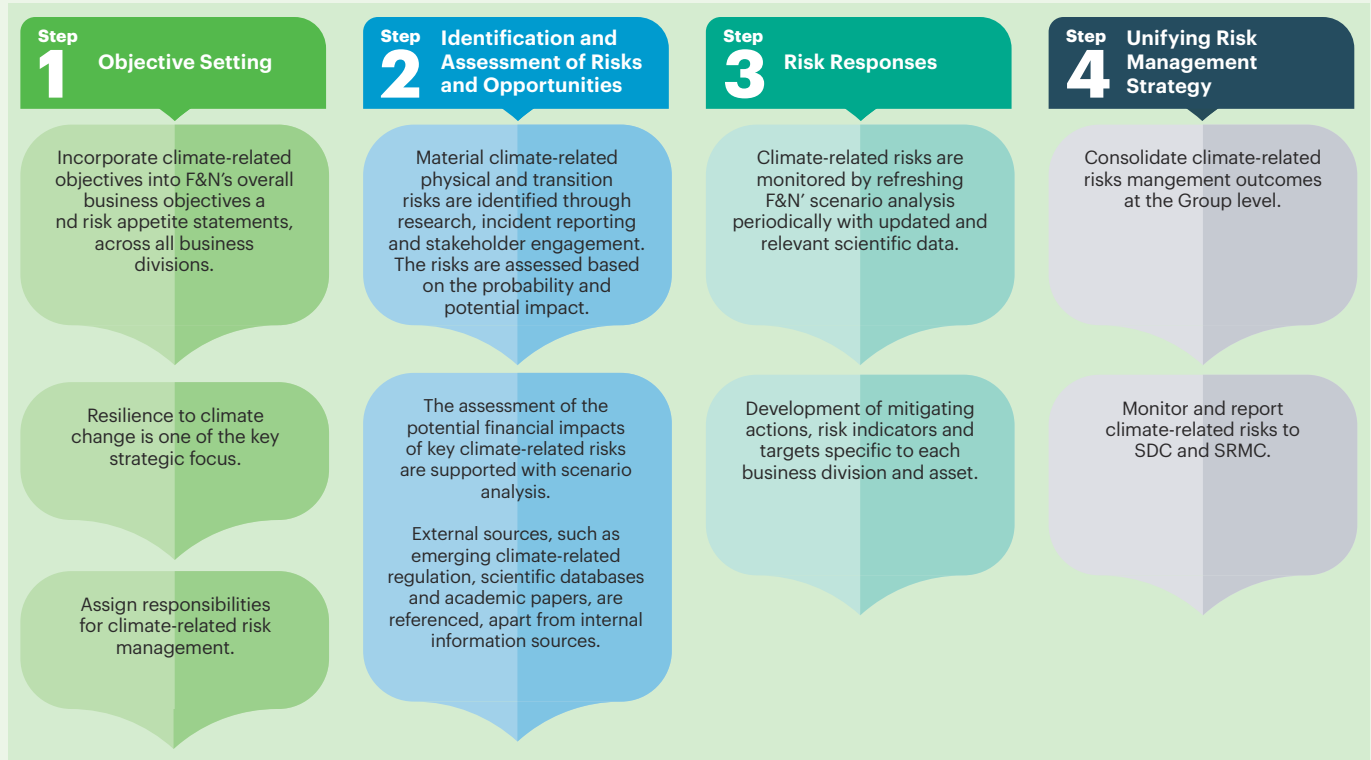 Step
1
Objective Setting
Incorporate climate-related
objectives into F&N's overall
business objectives a
nd risk appetite statements,
across all business
divisions.
Resilience to climate
change is one of the key
strategic focus.
Assign responsibilities
for climate-related risk
management.
Step
2
Identification and
Assessment of Risks
and Opportunities
Material climate-related
physical and transition
risks are identified through
research, incident reporting
and stakeholder engagement.
The risks are assessed based
on the probability and
potential impact.
The assessment of the
potential financial impacts
of key climate-related risks
are supported with scenario
analysis.
External sources, such as
emerging climate-related
regulation, scientific databases
and academic papers, are
referenced, apart from internal
information sources.
Step
3
Risk Responses
Climate-related risks are
monitored by refreshing
F&N' scenario analysis
periodically with updated and
relevant scientific data.
Development of mitigating
actions, risk indicators and
targets specific to each
business division and asset.
Step
4
Unifying Risk
Management
Strategy
Consolidate climate-related
risks mangement outcomes
at the Group level.
Monitor and report
climate-related risks to
SDC and SRMC.